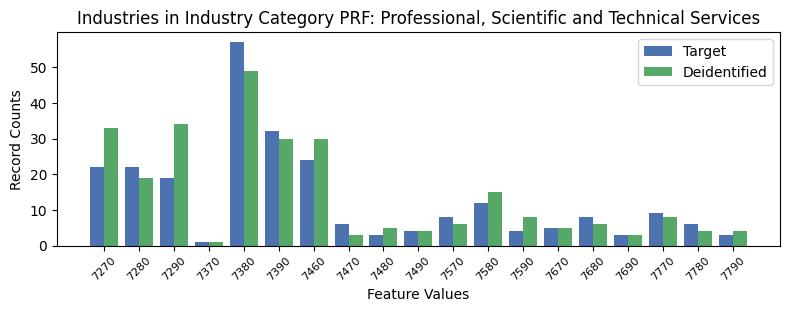 Industries in Industry Category PRF: Professional, Scientific and Technical Services
Target
Deidentified
Record Counts
50
40
30
20
10
0
7270 7280 7290 7370 7380 7390 7460 7470 7480 7490 7570 7580 7590 7670 7680 7690 7770 7780 7790
Feature Values